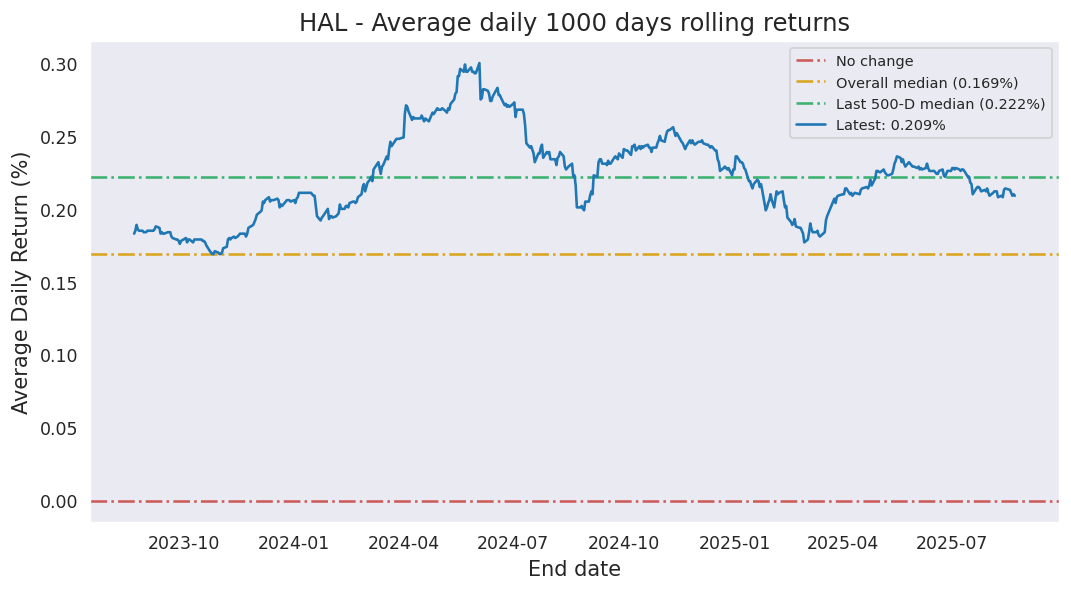 HAL - Average daily 1000 days rolling returns
No change
Overall median (0.169%)
Last 500-D median (0.222%)
Latest: 0.209%
Average Daily Return (%)
0.30
0.25
0.20
0.15
0.10
0.05
0.00
2023-10 2024-01 2024-04 2024-07 2024-10 2025-01 2025-04 2025-07
End date